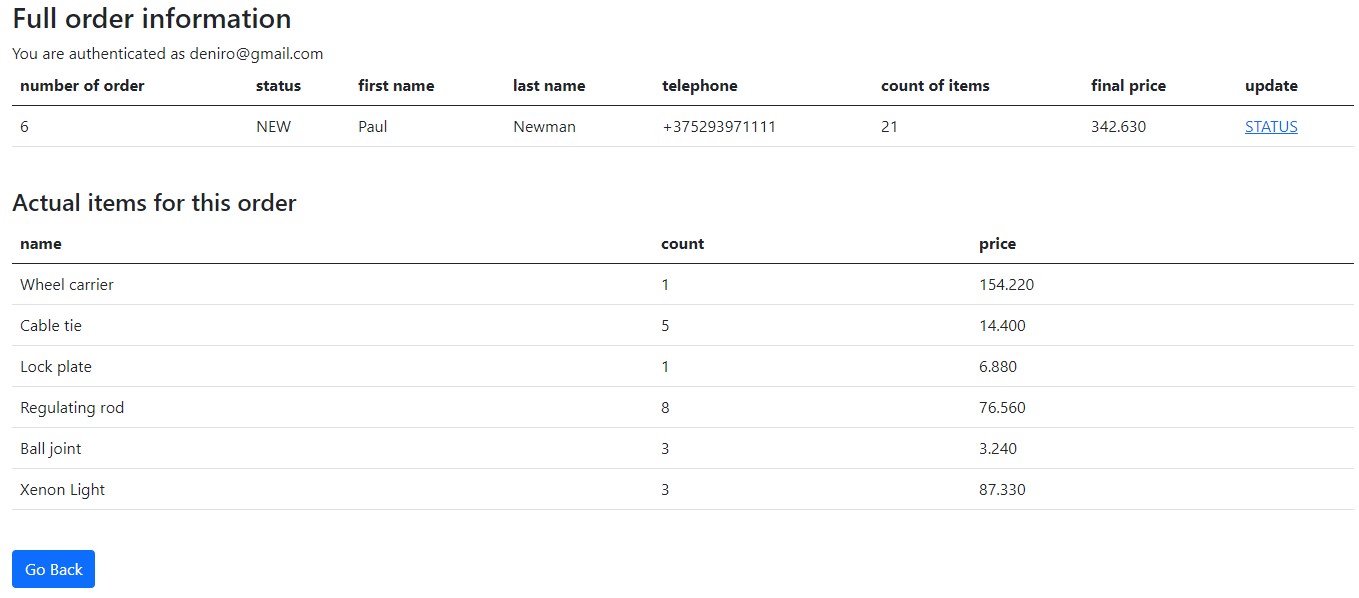 Full order information
You are authenticated as deniro@gmail.com
number of order status first name last name telephone count of items final price update
6 NEW Paul Newman +375293971111 21 342.630 STATUS
Actual items for this order
name count price
Wheel carrier 1 154.220
Cable tie 5 14.400
Lock plate 1 6.880
Regulating rod 8 76.560
Ball joint 3 3.240
Xenon Light 3 87.330
Go Back